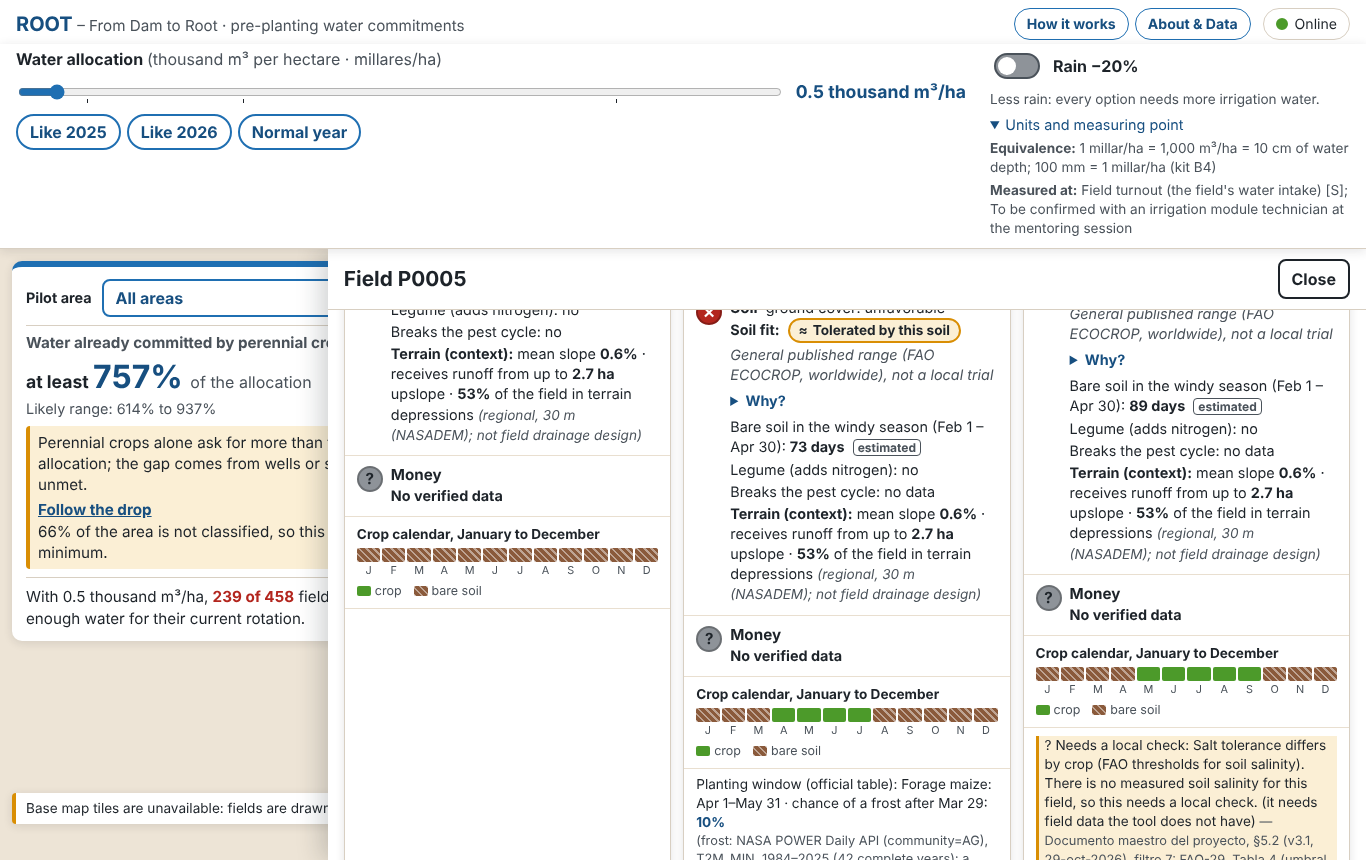 ROOT – From Dam to Root · pre-planting water commitments
How it works
About & Data
Online
Water allocation (thousand m³ per hectare · millares/ha)
0.5 thousand m³/ha
Like 2025
Like 2026
Normal year
Rain −20%
Less rain: every option needs more irrigation water.
▼ Units and measuring point
Equivalence: 1 millar/ha = 1,000 m³/ha = 10 cm of water
depth; 100 mm = 1 millar/ha (kit B4)
Measured at: Field turnout (the field's water intake) [S];
To be confirmed with an irrigation module technician at
the mentoring session
Pilot area
All areas
Water already committed by perennial
at least 757% of the allocation
Likely range: 614% to 937%
Perennial crops alone ask for more than
allocation; the gap comes from wells or
unmet.
Follow the drop
66% of the area is not classified, so this
minimum.
With 0.5 thousand m³/ha, 239 of 458
enough water for their current rotation.
Base map tiles are unavailable: fields are
Field P0005
Close
Legume (adds nitrogen): no
Breaks the pest cycle: no
Terrain (context): mean slope 0.6% ·
receives runoff from up to 2.7 ha
upslope · 53% of the field in terrain
depressions (regional, 30 m
(NASADEM); not field drainage design)
? Money
No verified data
Crop calendar, January to December
J F M A M J J A S O N D
crop bare soil
ground cover: unfavorable
Soil fit: ≈ Tolerated by this soil
General published range (FAO
ECOCROP, worldwide), not a local trial
▶ Why?
Bare soil in the windy season (Feb 1 –
Apr 30): 73 days estimated
Legume (adds nitrogen): no
Breaks the pest cycle: no data
Terrain (context): mean slope 0.6% ·
receives runoff from up to 2.7 ha
upslope · 53% of the field in terrain
depressions (regional, 30 m
(NASADEM); not field drainage design)
? Money
No verified data
Crop calendar, January to December
J F M A M J J A S O N D
crop bare soil
Planting window (official table): Forage maize:
Apr 1–May 31 · chance of a frost after Mar 29:
10%
(frost: NASA POWER Daily API (community=AG),
T2M_MIN, 1984–2025 (42 complete years); a
General published range (FAO
ECOCROP, worldwide), not a local trial
▶ Why?
Bare soil in the windy season (Feb 1 –
Apr 30): 89 days estimated
Legume (adds nitrogen): no
Breaks the pest cycle: no data
Terrain (context): mean slope 0.6% ·
receives runoff from up to 2.7 ha
upslope · 53% of the field in terrain
depressions (regional, 30 m
(NASADEM); not field drainage design)
? Money
No verified data
Crop calendar, January to December
J F M A M J J A S O N D
crop bare soil
? Needs a local check: Salt tolerance differs
by crop (FAO thresholds for soil salinity).
There is no measured soil salinity for this
field, so this needs a local check. (it needs
field data the tool does not have) —
Documento maestro del proyecto, §5.2 (v3.1,
29-oct-2026), filtro 7; FAO-29, Tabla 4 (umbral